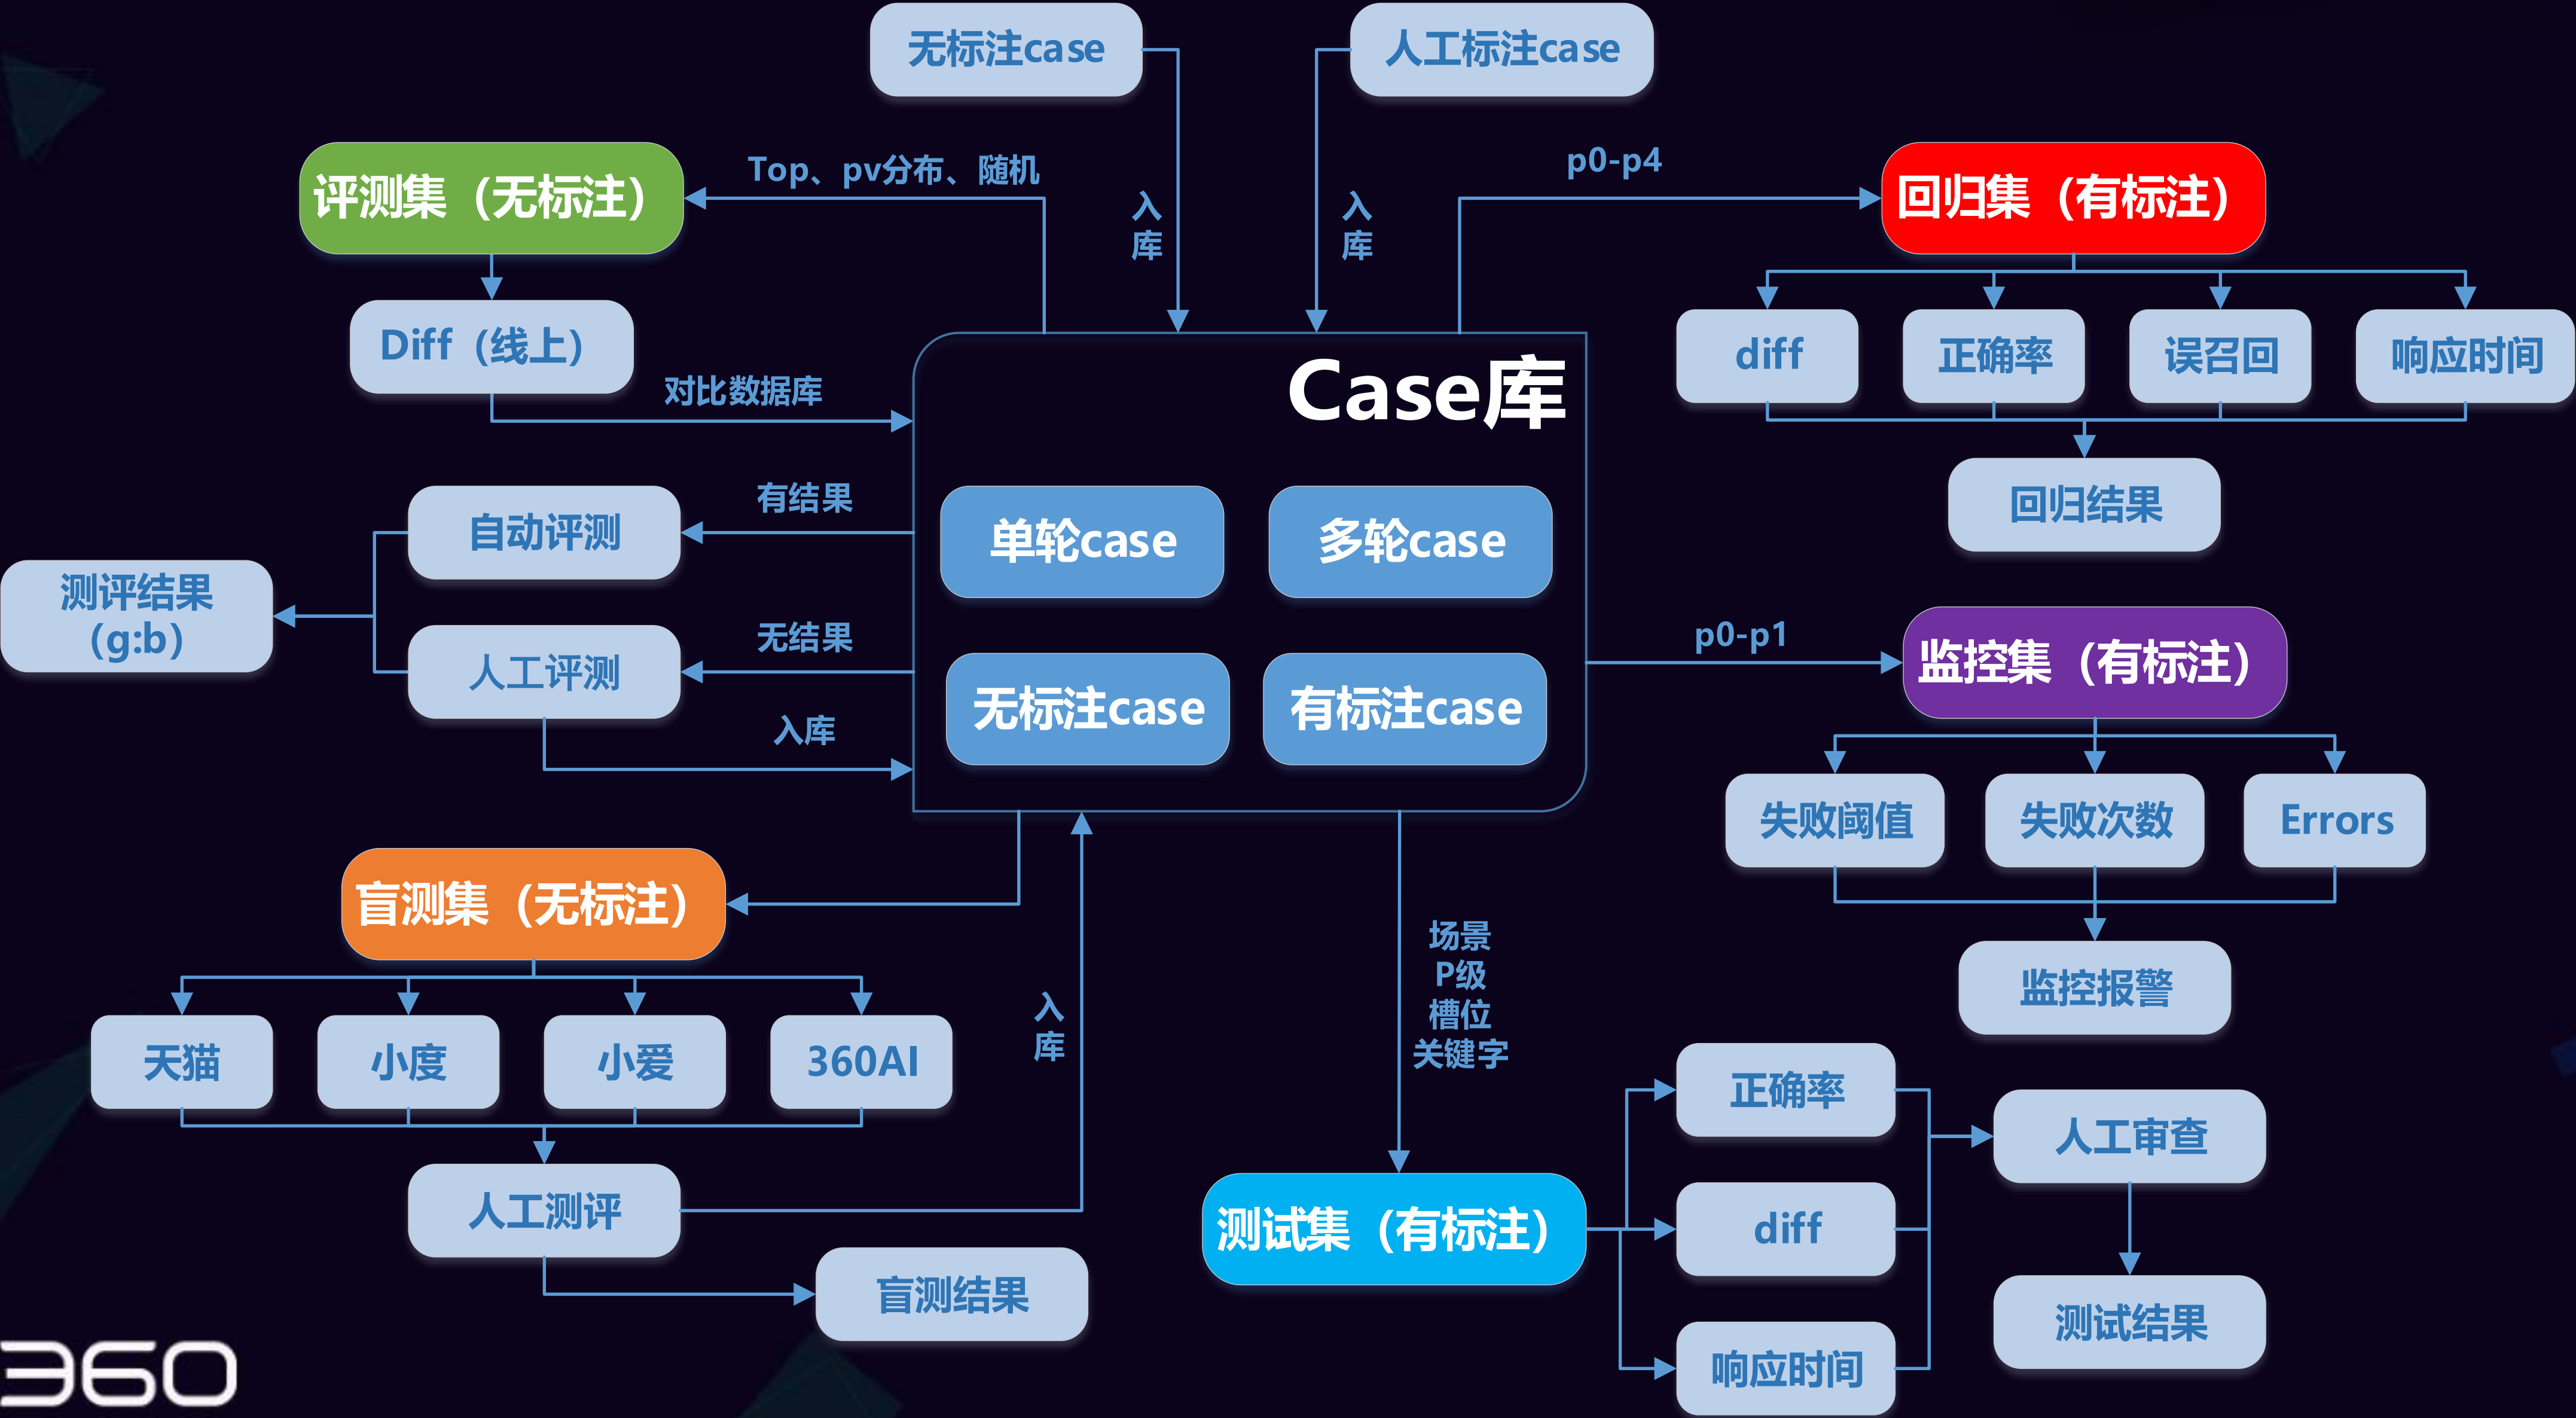 无标注case
人工标注case
入
库
入
库
评测集（无标注）
Top、pv分布、随机
Diff（线上）
对比数据库
自动评测
有结果
人工评测
无结果
入库
测评结果
（g:b）
Case库
单轮case
多轮case
无标注case
有标注case
p0-p4
回归集（有标注）
diff
正确率
误召回
响应时间
回归结果
p0-p1
监控集（有标注）
失败阈值
失败次数
Errors
监控报警
盲测集（无标注）
天猫
小度
小爱
360AI
人工测评
入
库
盲测结果
场景
P级
槽位
关键字
测试集（有标注）
正确率
diff
响应时间
人工审查
测试结果
360